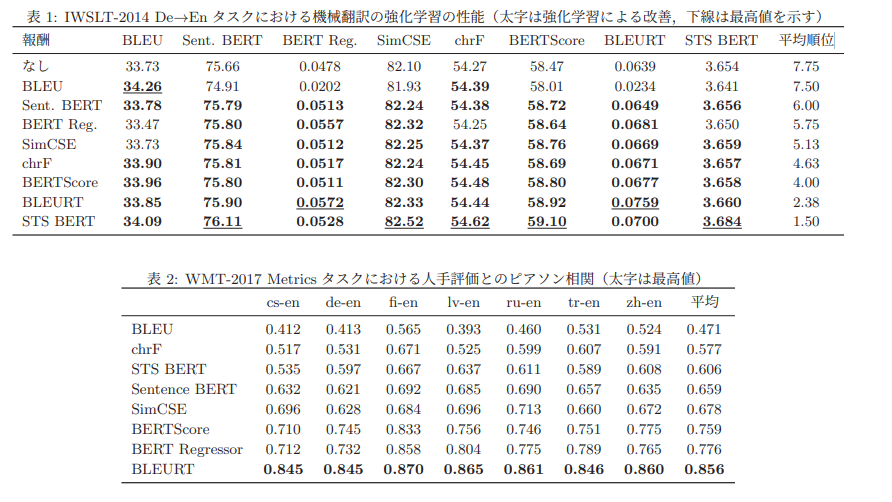 表 1: IWSLT-2014 De→En タスクにおける機械翻訳の強化学習の性能（太字は強化学習による改善，下線は最高値を示す）
報酬 BLEU Sent. BERT BERT Reg. SimCSE chrF BERTScore BLEURT STS BERT 平均順位
なし 33.73 75.66 0.0478 82.10 54.27 58.47 0.0639 3.654 7.75
BLEU 34.26 74.91 0.0202 81.93 54.39 58.01 0.0234 3.641 7.50
Sent. BERT 33.78 75.79 0.0513 82.24 54.38 58.72 0.0649 3.656 6.00
BERT Reg. 33.47 75.80 0.0557 82.32 54.25 58.64 0.0681 3.650 5.75
SimCSE 33.73 75.84 0.0512 82.25 54.37 58.76 0.0669 3.659 5.13
chrF 33.90 75.81 0.0517 82.24 54.45 58.69 0.0671 3.657 4.63
BERTScore 33.96 75.80 0.0511 82.30 54.48 58.80 0.0677 3.658 4.00
BLEURT 33.85 75.90 0.0572 82.33 54.44 58.92 0.0759 3.660 2.38
STS BERT 34.09 76.11 0.0528 82.52 54.62 59.10 0.0700 3.684 1.50
表 2: WMT-2017 Metrics タスクにおける人手評価とのピアソン相関（太字は最高値）
cs-en de-en fi-en lv-en ru-en tr-en zh-en 平均
BLEU 0.412 0.413 0.565 0.393 0.460 0.531 0.524 0.471
chrF 0.517 0.531 0.671 0.525 0.599 0.607 0.591 0.577
STS BERT 0.535 0.597 0.667 0.637 0.611 0.589 0.608 0.606
Sentence BERT 0.632 0.621 0.692 0.685 0.690 0.657 0.635 0.659
SimCSE 0.696 0.628 0.684 0.696 0.713 0.660 0.672 0.678
BERTScore 0.710 0.745 0.833 0.756 0.746 0.751 0.775 0.759
BERT Regressor 0.712 0.732 0.858 0.804 0.775 0.789 0.765 0.776
BLEURT 0.845 0.845 0.870 0.865 0.861 0.846 0.860 0.856